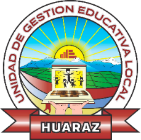 UNIDAD DE GESTION EDUCATIVA LOCAL
HUARAZ